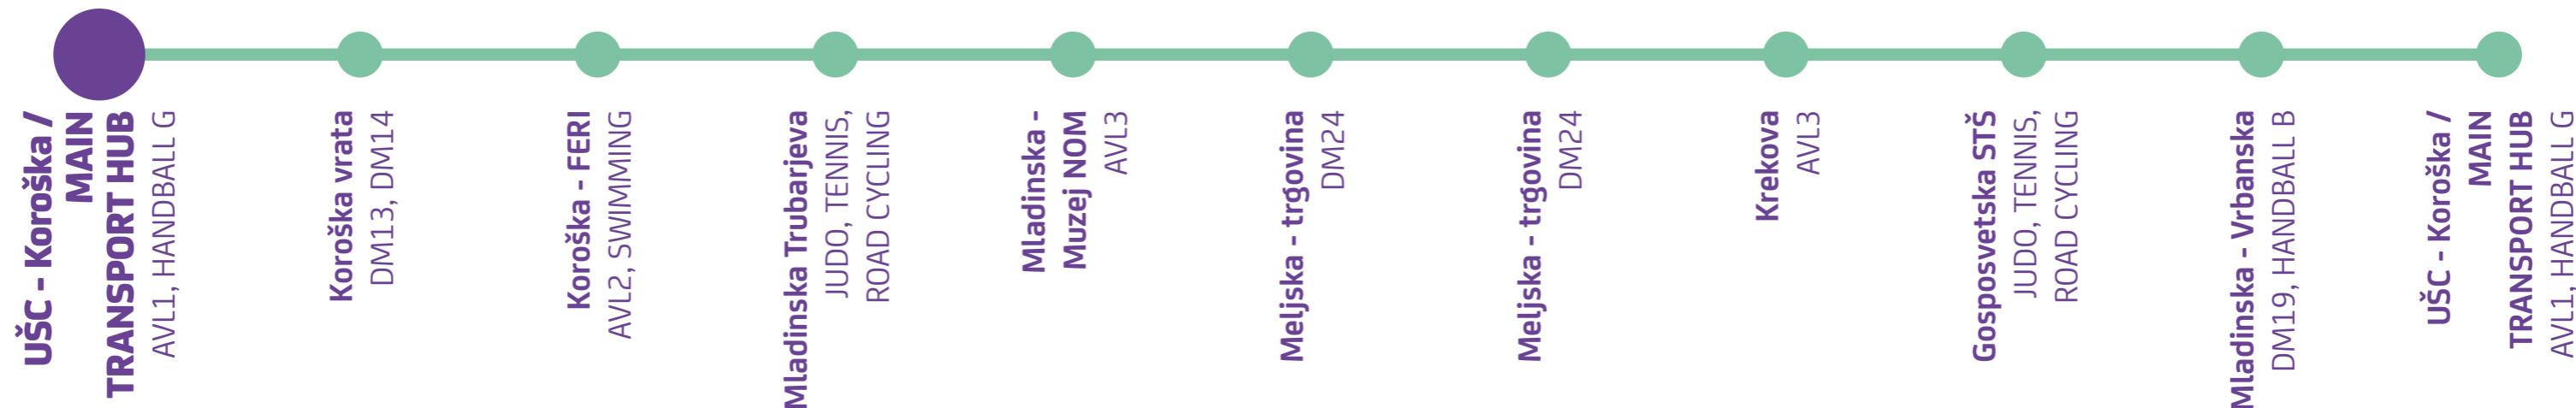 UŠC - Koroška /
MAIN
TRANSPORT HUB
AVL1, HANDBALL G
Koroška vrata
DM13, DM14
Koroška - FERI
AVL2, SWIMMING
Mladinska Trubarjeva
JUDO, TENNIS,
ROAD CYCLING
Mladinska -
Muzej NOM
AVL3
Meljska - trgovina
DM24
Meljska - trgovina
DM24
Krekova
AVL3
Gosposvetska STŠ
JUDO, TENNIS,
ROAD CYCLING
Mladinska - Vrbanska
DM19, HANDBALL B
UŠC - Koroška /
MAIN
TRANSPORT HUB
AVL1, HANDBALL G